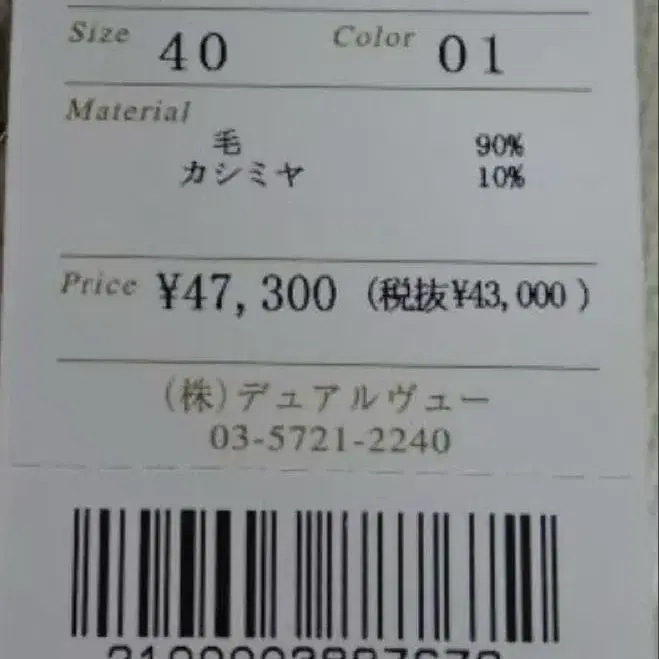 Size 40 Color 01
Material
毛 90%
カシミヤ 10%
Price ¥47,300 (税抜¥43,000 )
(株)デュアルヴュー
03-5721-2240